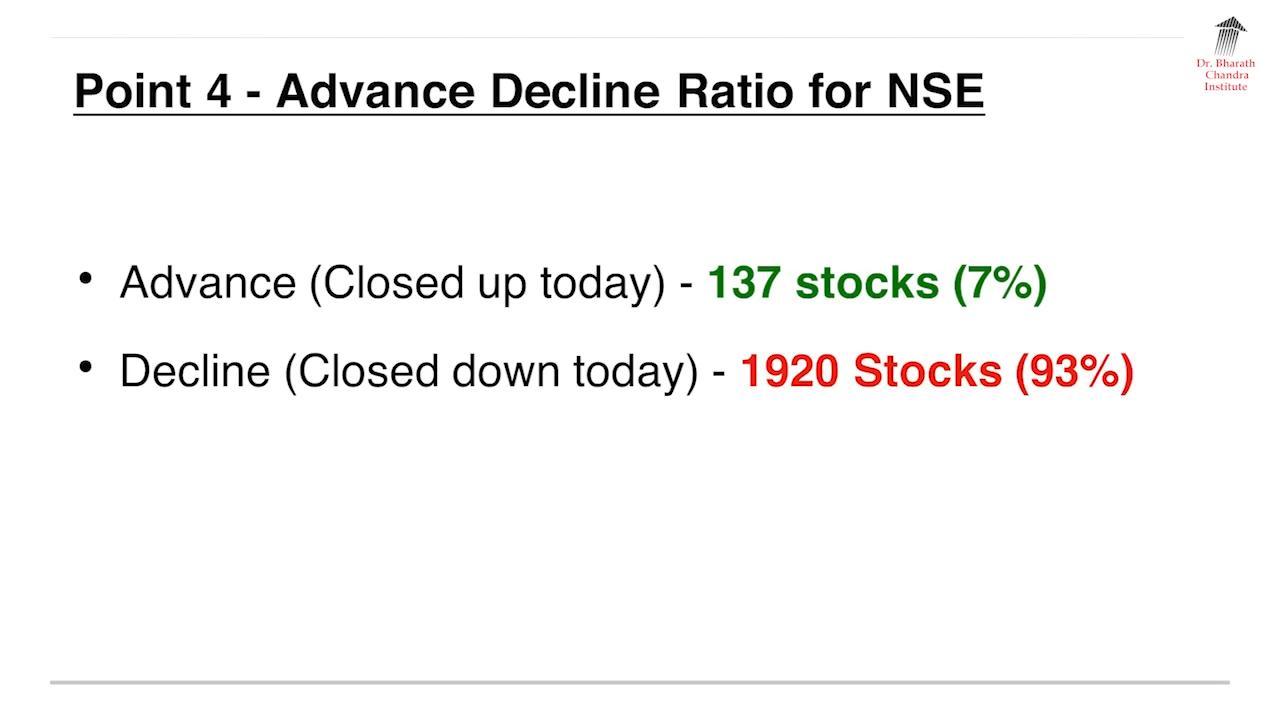 Dr. Bharath
Chandra
Institute
Point 4 - Advance Decline Ratio for NSE
• Advance (Closed up today) - 137 stocks (7%)
• Decline (Closed down today) - 1920 Stocks (93%)